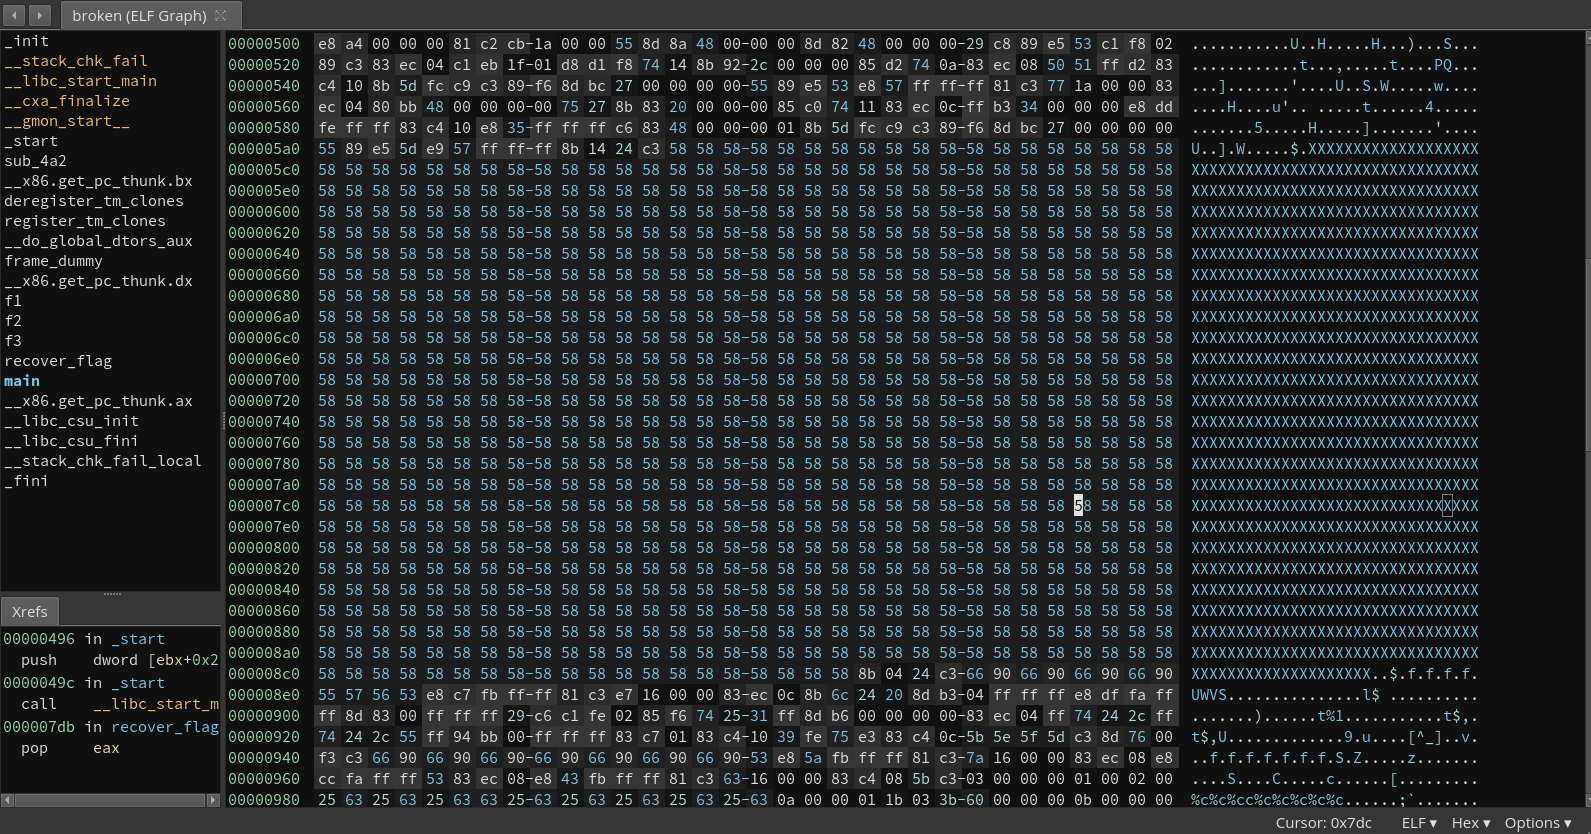 broken (ELF Graph)
_init
__stack_chk_fail
__libc_start_main
__cxa_finalize
__gmon_start__
_start
sub_4a2
__x86.get_pc_thunk.bx
deregister_tm_clones
register_tm_clones
__do_global_dtors_aux
frame_dummy
__x86.get_pc_thunk.dx
f1
f2
f3
recover_flag
main
__x86.get_pc_thunk.ax
__libc_csu_init
__libc_csu_fini
__stack_chk_fail_local
_fini
Xrefs
00000496 in _start
push dword [ebx+0x2
0000049c in _start
call __libc_start_m
000007db in recover_flag
pop eax
00000500 e8 a4 00 00 00 81 c2 cb-1a 00 00 55 8d 8a 48 00-00 00 8d 82 48 00 00 00-29 c8 89 e5 53 c1 f8 02 ...........U..H.....H...)...S...
00000520 89 c3 83 ec 04 c1 eb 1f-01 d8 d1 f8 74 14 8b 92-2c 00 00 00 85 d2 74 0a-83 ec 08 50 51 ff d2 83 ............t...,.....t....PQ...
00000540 c4 10 8b 5d fc c9 c3 89-f6 8d bc 27 00 00 00 00-55 89 e5 53 e8 57 ff ff-ff 81 c3 77 1a 00 00 83 ...].......'....U..S.W.....w....
00000560 ec 04 80 bb 48 00 00 00-00 75 27 8b 83 20 00 00-00 85 c0 74 11 83 ec 0c-ff b3 34 00 00 00 e8 dd ....H....u'.. .....t......4.....
00000580 fe ff ff 83 c4 10 e8 35-ff ff ff c6 83 48 00 00-00 01 8b 5d fc c9 c3 89-f6 8d bc 27 00 00 00 00 .......5.....H.....].......'....
000005a0 55 89 e5 5d e9 57 ff ff-ff 8b 14 24 c3 58 58 58-58 58 58 58 58 58 58 58-58 58 58 58 58 58 58 58 U..].W.....$.XXXXXXXXXXXXXXXXXXX
000005c0 58 58 58 58 58 58 58 58-58 58 58 58 58 58 58 58-58 58 58 58 58 58 58 58-58 58 58 58 58 58 58 58 XXXXXXXXXXXXXXXXXXXXXXXXXXXXXXXX
000005e0 58 58 58 58 58 58 58 58-58 58 58 58 58 58 58 58-58 58 58 58 58 58 58 58-58 58 58 58 58 58 58 58 XXXXXXXXXXXXXXXXXXXXXXXXXXXXXXXX
00000600 58 58 58 58 58 58 58 58-58 58 58 58 58 58 58 58-58 58 58 58 58 58 58 58-58 58 58 58 58 58 58 58 XXXXXXXXXXXXXXXXXXXXXXXXXXXXXXXX
00000620 58 58 58 58 58 58 58 58-58 58 58 58 58 58 58 58-58 58 58 58 58 58 58 58-58 58 58 58 58 58 58 58 XXXXXXXXXXXXXXXXXXXXXXXXXXXXXXXX
00000640 58 58 58 58 58 58 58 58-58 58 58 58 58 58 58 58-58 58 58 58 58 58 58 58-58 58 58 58 58 58 58 58 XXXXXXXXXXXXXXXXXXXXXXXXXXXXXXXX
00000660 58 58 58 58 58 58 58 58-58 58 58 58 58 58 58 58-58 58 58 58 58 58 58 58-58 58 58 58 58 58 58 58 XXXXXXXXXXXXXXXXXXXXXXXXXXXXXXXX
00000680 58 58 58 58 58 58 58 58-58 58 58 58 58 58 58 58-58 58 58 58 58 58 58 58-58 58 58 58 58 58 58 58 XXXXXXXXXXXXXXXXXXXXXXXXXXXXXXXX
000006a0 58 58 58 58 58 58 58 58-58 58 58 58 58 58 58 58-58 58 58 58 58 58 58 58-58 58 58 58 58 58 58 58 XXXXXXXXXXXXXXXXXXXXXXXXXXXXXXXX
000006c0 58 58 58 58 58 58 58 58-58 58 58 58 58 58 58 58-58 58 58 58 58 58 58 58-58 58 58 58 58 58 58 58 XXXXXXXXXXXXXXXXXXXXXXXXXXXXXXXX
000006e0 58 58 58 58 58 58 58 58-58 58 58 58 58 58 58 58-58 58 58 58 58 58 58 58-58 58 58 58 58 58 58 58 XXXXXXXXXXXXXXXXXXXXXXXXXXXXXXXX
00000700 58 58 58 58 58 58 58 58-58 58 58 58 58 58 58 58-58 58 58 58 58 58 58 58-58 58 58 58 58 58 58 58 XXXXXXXXXXXXXXXXXXXXXXXXXXXXXXXX
00000720 58 58 58 58 58 58 58 58-58 58 58 58 58 58 58 58-58 58 58 58 58 58 58 58-58 58 58 58 58 58 58 58 XXXXXXXXXXXXXXXXXXXXXXXXXXXXXXXX
00000740 58 58 58 58 58 58 58 58-58 58 58 58 58 58 58 58-58 58 58 58 58 58 58 58-58 58 58 58 58 58 58 58 XXXXXXXXXXXXXXXXXXXXXXXXXXXXXXXX
00000760 58 58 58 58 58 58 58 58-58 58 58 58 58 58 58 58-58 58 58 58 58 58 58 58-58 58 58 58 58 58 58 58 XXXXXXXXXXXXXXXXXXXXXXXXXXXXXXXX
00000780 58 58 58 58 58 58 58 58-58 58 58 58 58 58 58 58-58 58 58 58 58 58 58 58-58 58 58 58 58 58 58 58 XXXXXXXXXXXXXXXXXXXXXXXXXXXXXXXX
000007a0 58 58 58 58 58 58 58 58-58 58 58 58 58 58 58 58-58 58 58 58 58 58 58 58-58 58 58 58 58 58 58 58 XXXXXXXXXXXXXXXXXXXXXXXXXXXXXXXX
000007c0 58 58 58 58 58 58 58 58-58 58 58 58 58 58 58 58-58 58 58 58 58 58 58 58-58 58 58 58 58 58 58 58 XXXXXXXXXXXXXXXXXXXXXXXXXXXXXXXX
000007e0 58 58 58 58 58 58 58 58-58 58 58 58 58 58 58 58-58 58 58 58 58 58 58 58-58 58 58 58 58 58 58 58 XXXXXXXXXXXXXXXXXXXXXXXXXXXXXXXX
00000800 58 58 58 58 58 58 58 58-58 58 58 58 58 58 58 58-58 58 58 58 58 58 58 58-58 58 58 58 58 58 58 58 XXXXXXXXXXXXXXXXXXXXXXXXXXXXXXXX
00000820 58 58 58 58 58 58 58 58-58 58 58 58 58 58 58 58-58 58 58 58 58 58 58 58-58 58 58 58 58 58 58 58 XXXXXXXXXXXXXXXXXXXXXXXXXXXXXXXX
00000840 58 58 58 58 58 58 58 58-58 58 58 58 58 58 58 58-58 58 58 58 58 58 58 58-58 58 58 58 58 58 58 58 XXXXXXXXXXXXXXXXXXXXXXXXXXXXXXXX
00000860 58 58 58 58 58 58 58 58-58 58 58 58 58 58 58 58-58 58 58 58 58 58 58 58-58 58 58 58 58 58 58 58 XXXXXXXXXXXXXXXXXXXXXXXXXXXXXXXX
00000880 58 58 58 58 58 58 58 58-58 58 58 58 58 58 58 58-58 58 58 58 58 58 58 58-58 58 58 58 58 58 58 58 XXXXXXXXXXXXXXXXXXXXXXXXXXXXXXXX
000008a0 58 58 58 58 58 58 58 58-58 58 58 58 58 58 58 58-58 58 58 58 58 58 58 58-58 58 58 58 58 58 58 58 XXXXXXXXXXXXXXXXXXXXXXXXXXXXXXXX
000008c0 58 58 58 58 58 58 58 58-58 58 58 58 58 58 58 58-58 58 58 58 8b 04 24 c3-66 90 66 90 66 90 66 90 XXXXXXXXXXXXXXXXXXXX..$.f.f.f.f.
000008e0 55 57 56 53 e8 c7 fb ff-ff 81 c3 e7 16 00 00 83-ec 0c 8b 6c 24 20 8d b3-04 ff ff ff e8 df fa ff UWVS...............l$ ..........
00000900 ff 8d 83 00 ff ff ff 29-c6 c1 fe 02 85 f6 74 25-31 ff 8d b6 00 00 00 00-83 ec 04 ff 74 24 2c ff .......)......t%1...........t$,.
00000920 74 24 2c 55 ff 94 bb 00-ff ff ff 83 c7 01 83 c4-10 39 fe 75 e3 83 c4 0c-5b 5e 5f 5d c3 8d 76 00 t$,U.............9.u....[^_]..v.
00000940 f3 c3 66 90 66 90 66 90-66 90 66 90 66 90 66 90-53 e8 5a fb ff ff 81 c3-7a 16 00 00 83 ec 08 e8 ..f.f.f.f.f.f.f.S.Z.....z.......
00000960 cc fa ff ff 53 83 ec 08-e8 43 fb ff ff 81 c3 63-16 00 00 83 c4 08 5b c3-03 00 00 00 01 00 02 00 ....S....C.....c......[.........
00000980 25 63 25 63 25 63 63 25-63 25 63 25 63 25 63 25-63 0a 00 00 01 1b 03 3b-60 00 00 00 0b 00 00 00 %c%c%cc%c%c%c%c%c......;`.......
Cursor: 0x7dc ELF ▾ Hex ▾ Options ▾